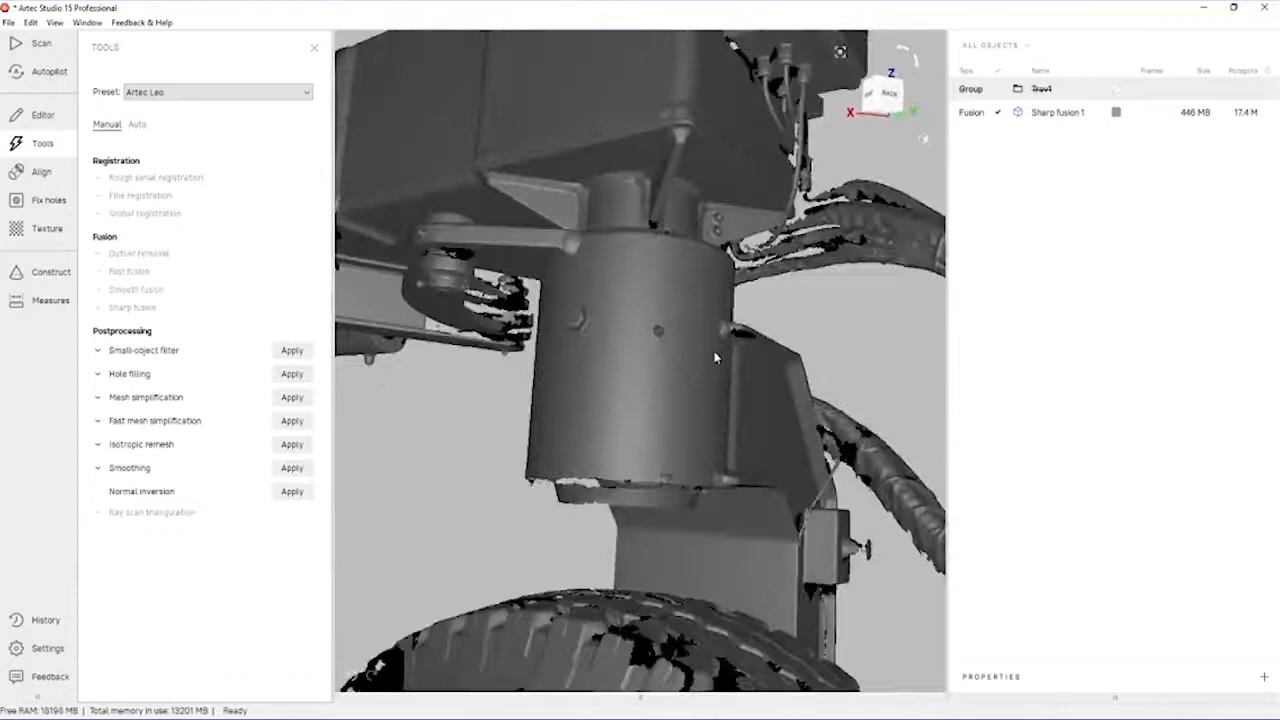 * Artec Studio 15 Professional
File Edit View Window Feedback & Help
Scan
Autopilot
Editor
Tools
Align
Fix holes
Texture
Construct
Measures
History
Settings
Feedback
TOOLS
Preset: Artec Leo
Manual Auto
Registration
Rough serial registration
Fine registration
Global registration
Fusion
Outlier removal
Fast fusion
Smooth fusion
Sharp fusion
Postprocessing
Small-object filter Apply
Hole filling Apply
Mesh simplification Apply
Fast mesh simplification Apply
Isotropic remesh Apply
Smoothing Apply
Normal inversion Apply
Ray scan triangulation
Z
BACK
X
Y
ALL OBJECTS
Type Name Frames Size Polygons
Group Trav1
Fusion Sharp fusion 1 446 MB 17.4 M
PROPERTIES
Free RAM: 18198 MB | Total memory in use: 13201 MB | Ready